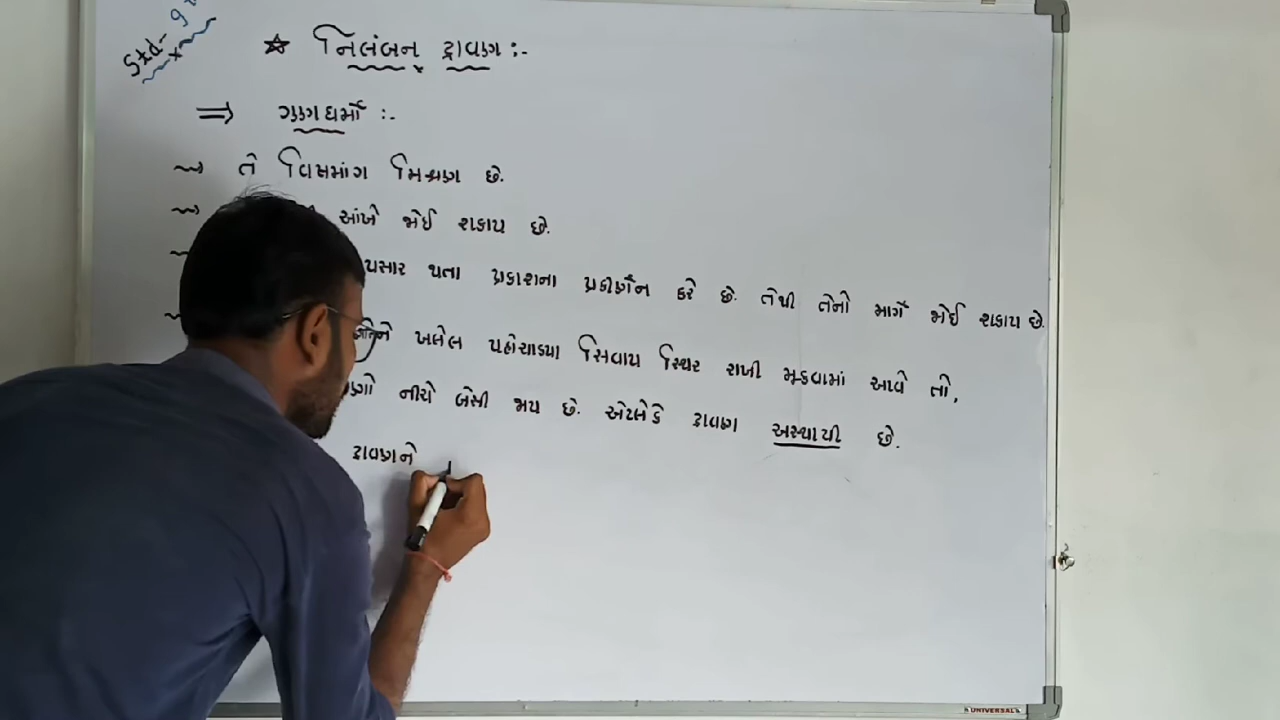 Std - 9
☆ નિલંબન દ્રાવણ :-
⇒ ગુણધર્મો :-
તે વિષમાંગ મિશ્રણ છે.
આંખે જોઈ શકાય છે.
પસાર થતા પ્રકાશના પ્રકીર્ણન કરે છે. તેથી તેનો માર્ગ જોઈ શકાય છે.
ખલેલ પહોંચાડ્યા સિવાય સ્થિર રાખી મૂકવામાં આવે તો,
નીચે બેસી જાય છે. એટલેકે દ્રાવણ અસ્થાયી છે.
દ્રાવણને
UNIVERSAL